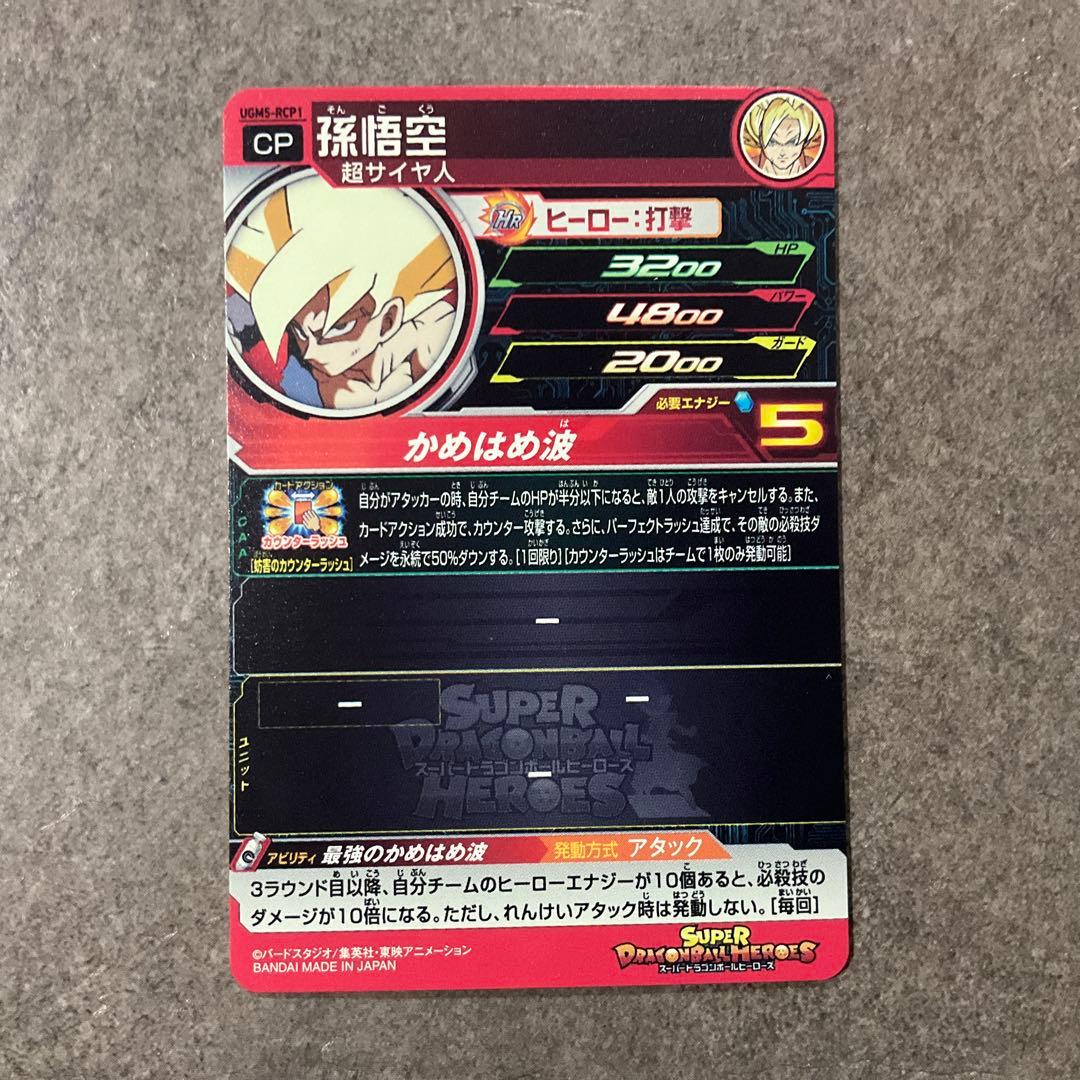 UGM5-RCP1
CP
そん ご くう
孫悟空
超サイヤ人
HR
ヒーロー:打撃
HP
3200
パワー
4800
ガード
2000
必要エナジー
5
は
かめはめ波
カードアクション
カウンターラッシュ
[妨害のカウンターラッシュ]
CAA
自分がアタッカーの時、自分チームのHPが半分以下になると、敵1人の攻撃をキャンセルする。また、
カードアクション成功で、カウンター攻撃する。さらに、パーフェクトラッシュ達成で、その敵の必殺技ダ
メージを永続で50%ダウンする。[1回限り][カウンターラッシュはチームで1枚のみ発動可能]
ー
ー
ー
ー
ユニット
SUPER
DRAGONBALL
スーパードラゴンボールヒーローズ
HEROES
アビリティ 最強のかめはめ波
発動方式 アタック
3ラウンド目以降、自分チームのヒーローエナジーが10個あると、必殺技の
ダメージが10倍になる。ただし、れんけいアタック時は発動しない。[毎回]
©バードスタジオ/集英社・東映アニメーション
BANDAI MADE IN JAPAN
SUPER
DRAGONBALL HEROES
スーパードラゴンボールヒーローズ